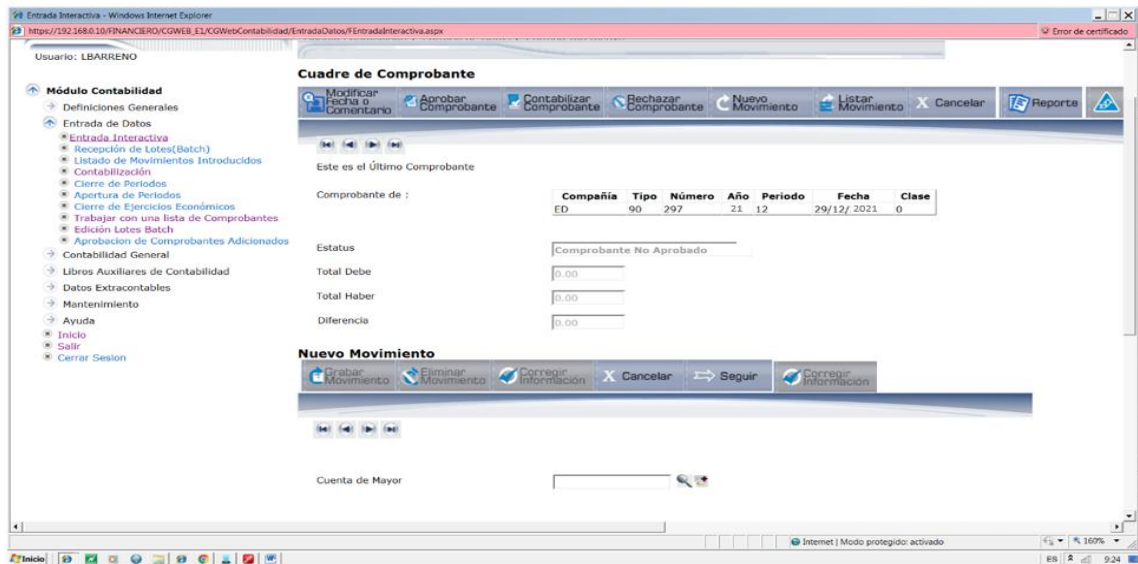 Entrada Interactiva - Windows Internet Explorer
https://192.168.0.10/FINANCIERO/CGWEB_E1/CGWebContabilidad/EntradaDatos/FEntradaInteractiva.aspx
Error de certificado
Usuario: LBARRENO
Módulo Contabilidad
Definiciones Generales
Entrada de Datos
Entrada Interactiva
Recepción de Lotes(Batch)
Listado de Movimientos Introducidos
Contabilización
Cierre de Periodos
Apertura de Periodos
Cierre de Ejercicios Económicos
Trabajar con una lista de Comprobantes
Edición Lotes Batch
Aprobacion de Comprobantes Adicionados
Contabilidad General
Libros Auxiliares de Contabilidad
Datos Extracontables
Mantenimiento
Ayuda
Inicio
Salir
Cerrar Sesion
Cuadre de Comprobante
Modificar Fecha o Comentario
Aprobar Comprobante
Contabilizar Comprobante
Rechazar Comprobante
Nuevo Movimiento
Listar Movimiento
X Cancelar
Reporte
Este es el Último Comprobante
Comprobante de :
Compañía Tipo Número Año Periodo Fecha Clase
ED 90 297 21 12 29/12/.2021 0
Estatus
Comprobante No Aprobado
Total Debe
0.00
Total Haber
0.00
Diferencia
0.00
Nuevo Movimiento
Grabar Movimiento
Eliminar Movimiento
Corregir Información
X Cancelar
Seguir
Corregir Información
Cuenta de Mayor
Internet | Modo protegido: activado
160%
Inicio
ES
9:24